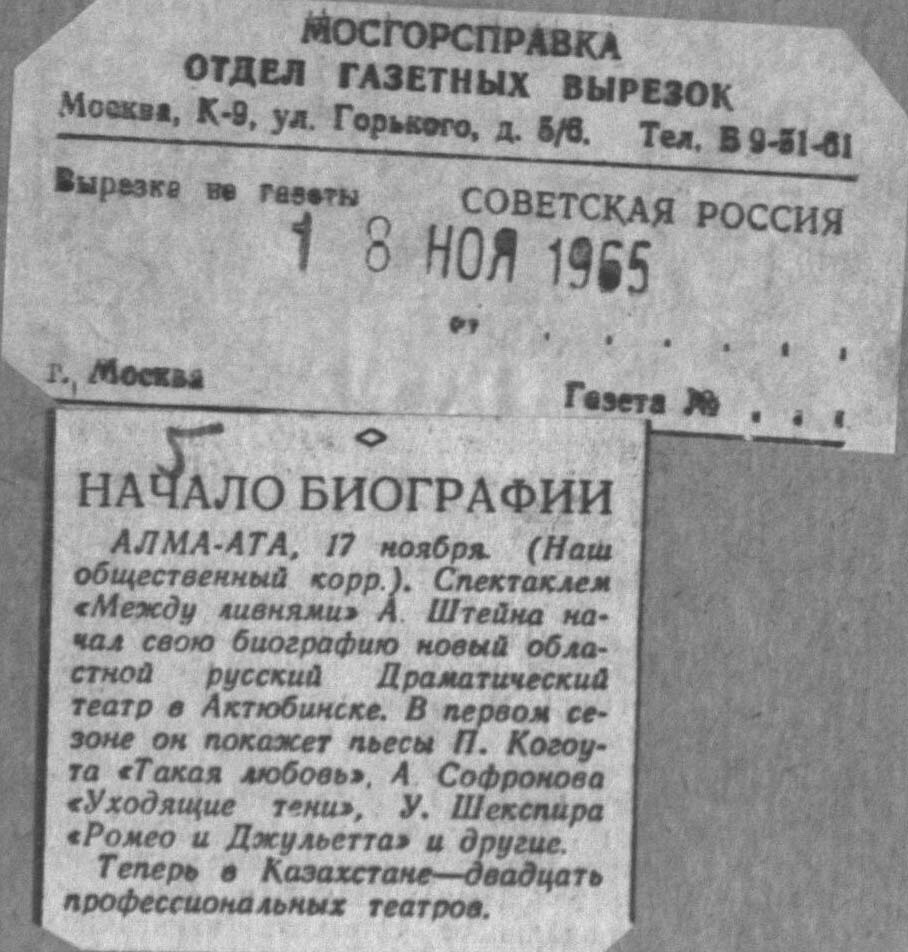 МОСГОРСПРАВКА
ОТДЕЛ ГАЗЕТНЫХ ВЫРЕЗОК
Москва, К-9, ул. Горького, д. 5/6. Тел. В 9-51-61
Вырезка не газеты СОВЕТСКАЯ РОССИЯ
18 НОЯ 1965
от . . . . . .
г. Москва Газета № . . .
5
НАЧАЛО БИОГРАФИИ
АЛМА-АТА, 17 ноября. (Наш
общественный корр.). Спектаклем
«Между ливнями» А. Штейна на-
чал свою биографию новый обла-
стной русский Драматический
театр в Актюбинске. В первом се-
зоне он покажет пьесы П. Когоу-
та «Такая любовь», А. Софронова
«Уходящие тени», У. Шекспира
«Ромео и Джульетта» и другие.
Теперь в Казахстане—двадцать
профессиональных театров.